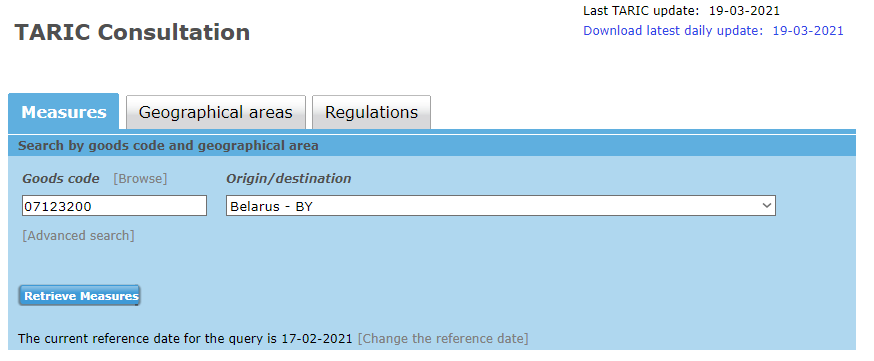 Last TARIC update: 19-03-2021
TARIC Consultation
Download latest daily update: 19-03-2021
Measures Geographical areas Regulations
Search by goods code and geographical area
Goods code [Browse] Origin/destination
07123200 Belarus - BY
[Advanced search]
Retrieve Measures
The current reference date for the query is 17-02-2021 [Change the reference date]